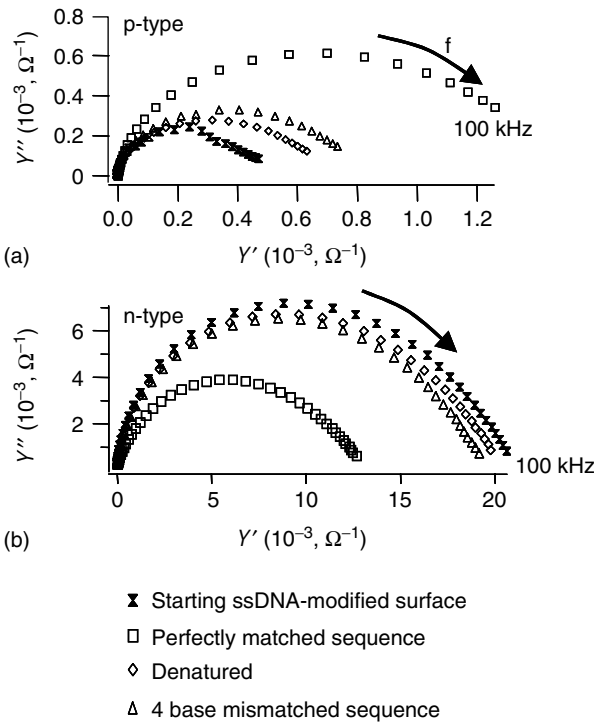 p-type
0.8
0.6
0.4
0.2
0
f
100 kHz
Y″ (10⁻³, Ω⁻¹)
0.0 0.2 0.4 0.6 0.8 1.0 1.2
Y′ (10⁻³, Ω⁻¹)
(a)
n-type
6
4
2
Y″ (10⁻³, Ω⁻¹)
0 5 10 15 20
100 kHz
Y′ (10⁻³, Ω⁻¹)
(b)
Starting ssDNA-modified surface
Perfectly matched sequence
Denatured
4 base mismatched sequence